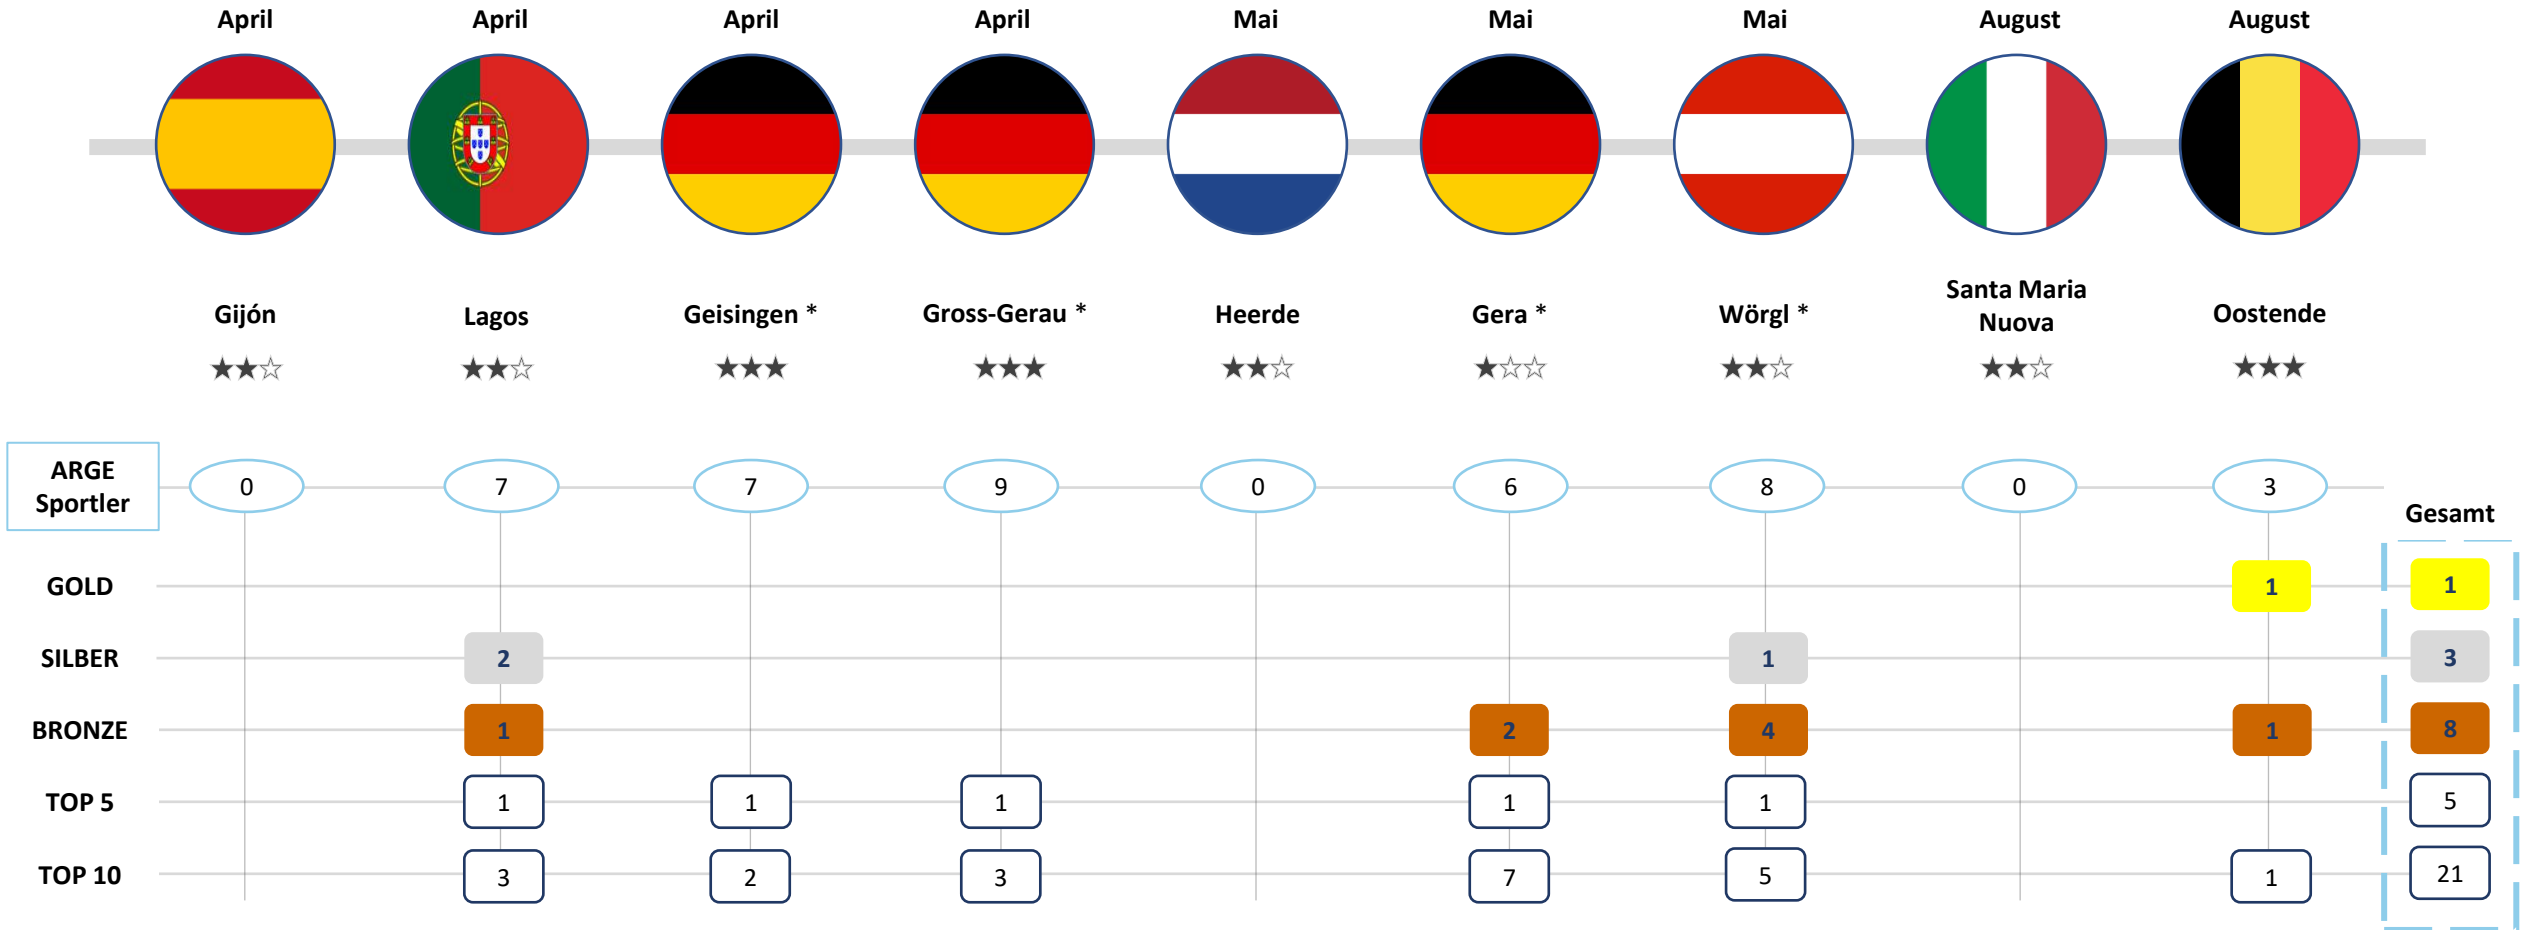 April April April April Mai Mai Mai August August
Gijón Lagos Geisingen * Gross-Gerau * Heerde Gera * Wörgl * Santa Maria Oostende
Nuova
★★☆ ★★☆ ★★★ ★★★ ★★☆ ★☆☆ ★★☆ ★★☆ ★★★
ARGE
Sportler 0 7 7 9 0 6 8 0 3
Gesamt
GOLD 1 1
SILBER 2 1 3
BRONZE 1 2 4 1 8
TOP 5 1 1 1 1 1 5
TOP 10 3 2 3 7 5 1 21